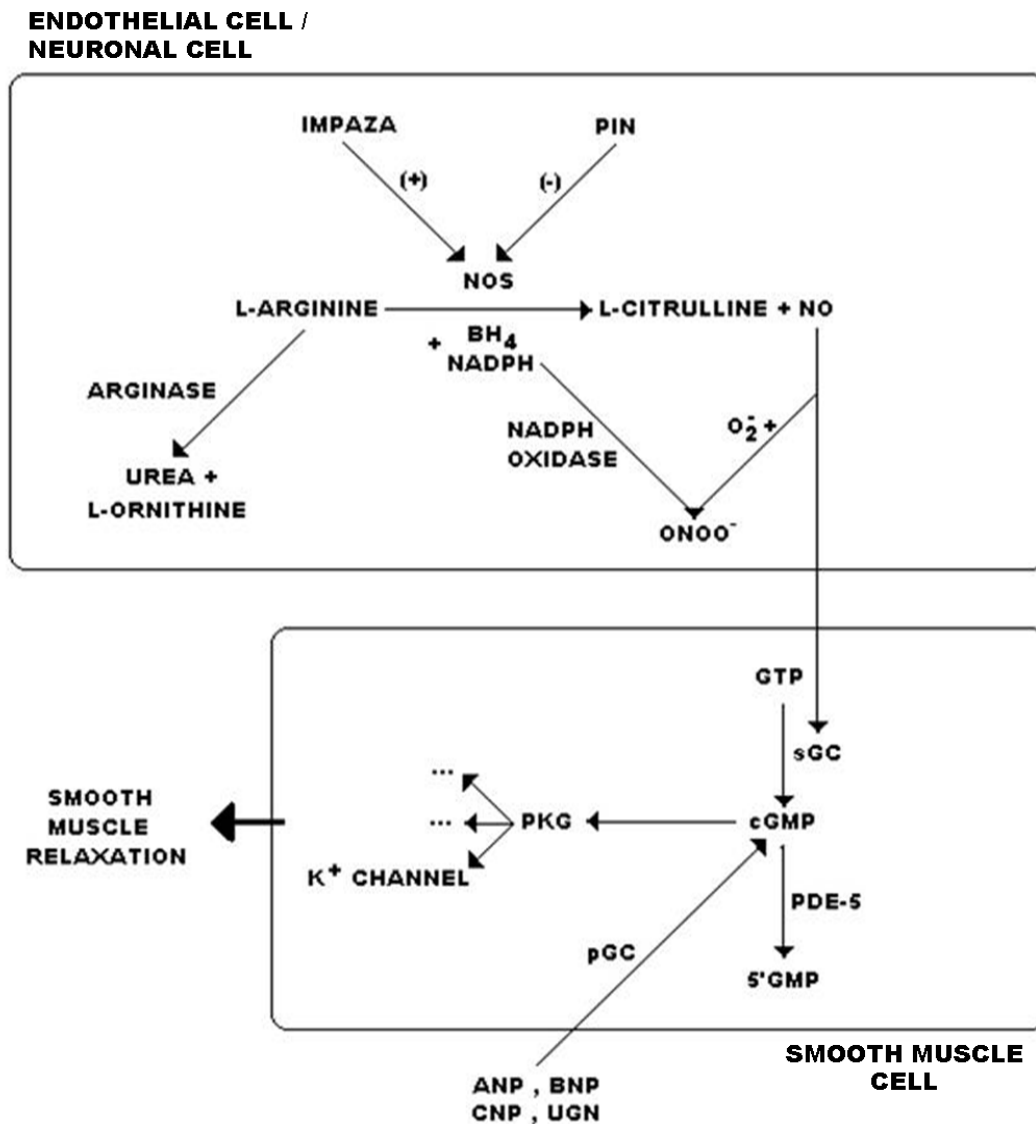 ENDOTHELIAL CELL /
NEURONAL CELL
IMPAZA
PIN
(+)
(-)
NOS
L-ARGININE
L-CITRULLINE + NO
+ BH₄
NADPH
ARGINASE
UREA +
L-ORNITHINE
NADPH
OXIDASE
O₂⁻ +
ONOO⁻
GTP
sGC
...
...
PKG
cGMP
K⁺ CHANNEL
SMOOTH
MUSCLE
RELAXATION
PDE-5
pGC
5'GMP
SMOOTH MUSCLE
CELL
ANP , BNP
CNP , UGN